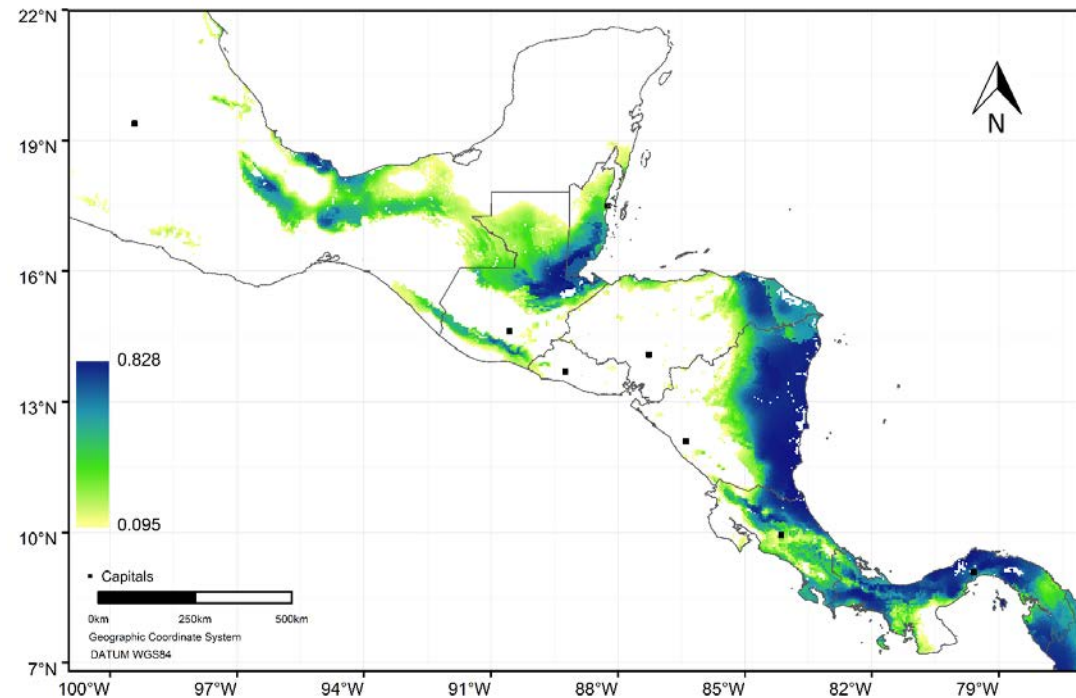 22°N
19°N
16°N
13°N
10°N
7°N
N
0.828
0.095
Capitals
0km 250km 500km
Geographic Coordinate System
DATUM WGS84
100°W 97°W 94°W 91°W 88°W 85°W 82°W 79°W